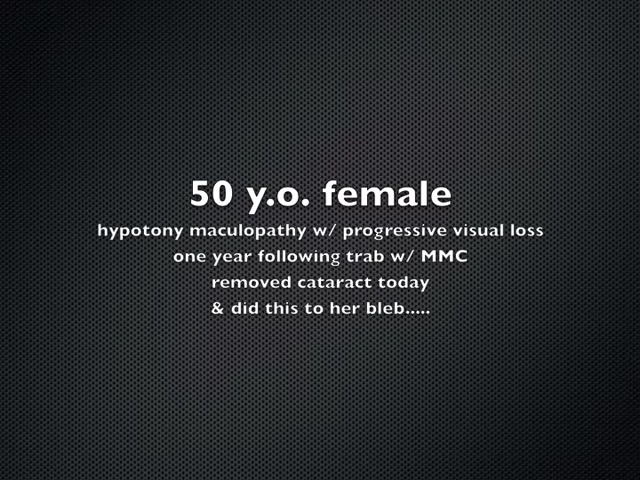 50 y.o. female
hypotony maculopathy w/ progressive visual loss
one year following trab w/ MMC
removed cataract today
& did this to her bleb.....